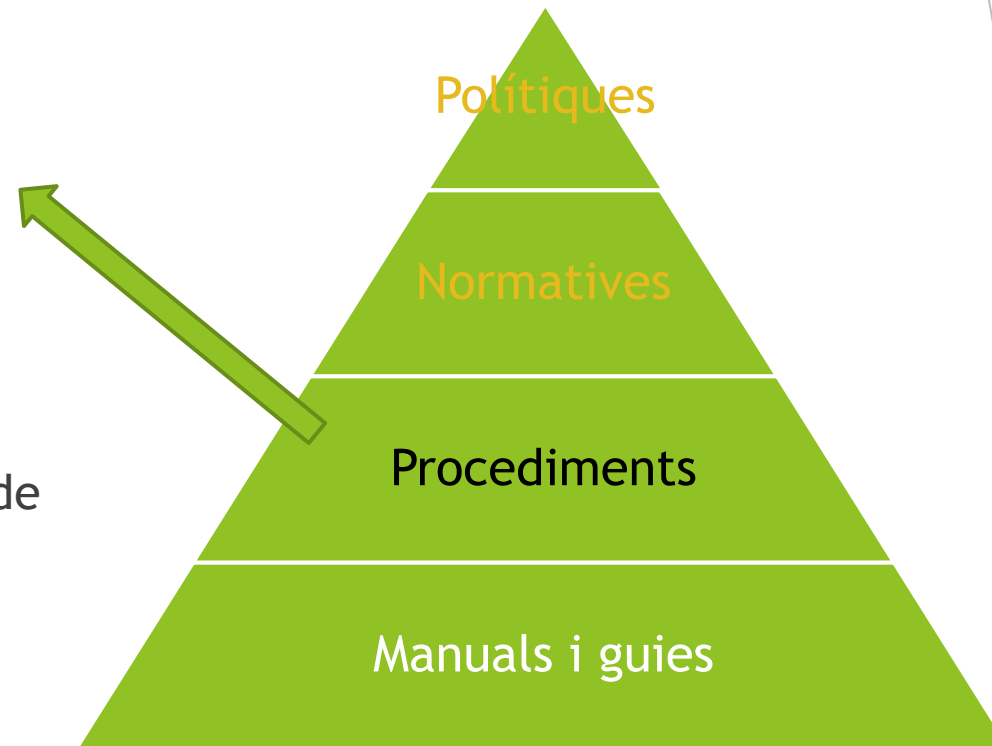 Polítiques
Normatives
Procediments
de
Manuals i guies